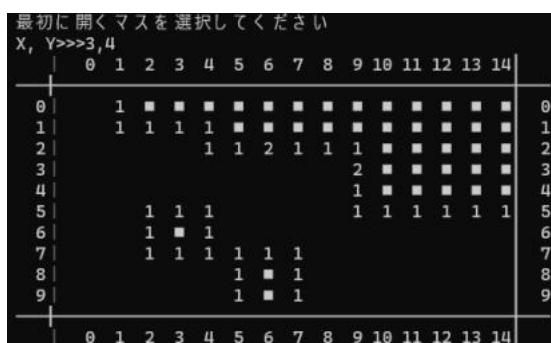 最初に開くマスを選択してください
X, Y>>>3,4
| 0 1 2 3 4 5 6 7 8 9 10 11 12 13 14|
0| 1 ■ ■ ■ ■ ■ ■ ■ ■ ■ ■ ■ ■ ■ |0
1| 1 1 1 1 ■ ■ ■ ■ ■ ■ ■ ■ ■ ■ |1
2| 1 1 2 1 1 1 ■ ■ ■ ■ ■ |2
3| 2 ■ ■ ■ ■ ■ |3
4| 1 ■ ■ ■ ■ ■ |4
5| 1 1 1 1 1 1 1 1 1|5
6| 1 ■ 1 |6
7| 1 1 1 1 1 1 |7
8| 1 ■ 1 |8
9| 1 ■ 1 |9
| 0 1 2 3 4 5 6 7 8 9 10 11 12 13 14|